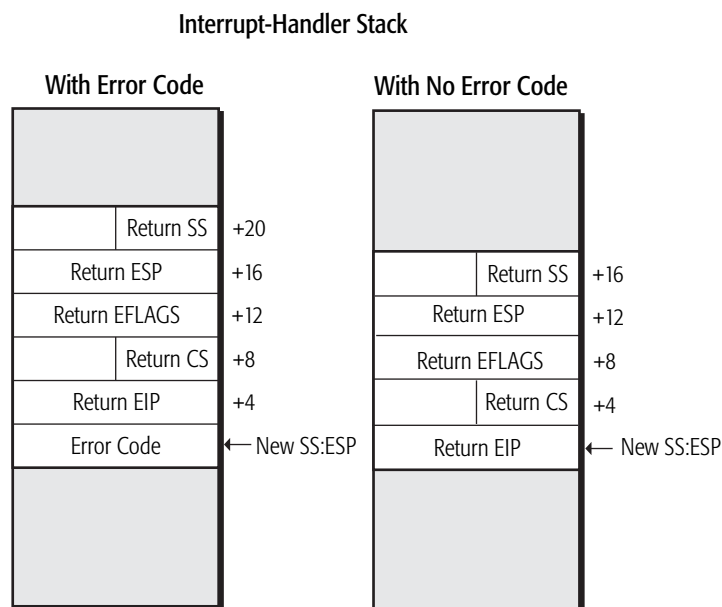 Interrupt-Handler Stack
With Error Code
Return SS +20
Return ESP +16
Return EFLAGS +12
Return CS +8
Return EIP +4
Error Code New SS:ESP
With No Error Code
Return SS +16
Return ESP +12
Return EFLAGS +8
Return CS +4
Return EIP New SS:ESP